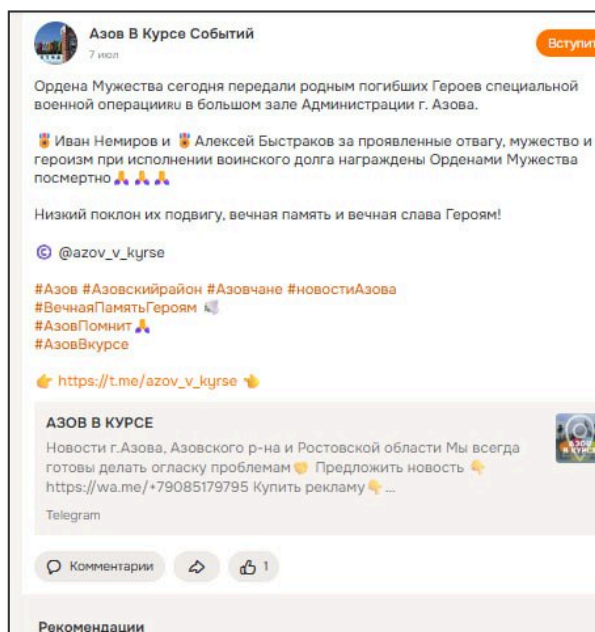 Азов В Курсе Событий
7 июл
Вступит
Ордена Мужества сегодня передали родным погибших Героев специальной
военной операцииRU в большом зале Администрации г. Азова.
🎖Иван Немиров и 🎖Алексей Быстраков за проявленные отвагу, мужество и
героизм при исполнении воинского долга награждены Орденами Мужества
посмертно🙏🙏🙏
Низкий поклон их подвигу, вечная память и вечная слава Героям!
© @azov_v_kyrse
#Азов #Азовскийрайон #Азовчане #новостиАзова
#ВечнаяПамятьГероям 🕊
#АзовПомнит🙏
#АзовВкурсе
👉 https://t.me/azov_v_kyrse 👈
АЗОВ В КУРСЕ
Новости г.Азова, Азовского р-на и Ростовской области Мы всегда
готовы делать огласку проблемам🤛 Предложить новость 👇
https://wa.me/+79085179795 Купить рекламу👇...
Telegram
АЗОВ
В КУРСЕ
Комментарии
1
Рекомендации